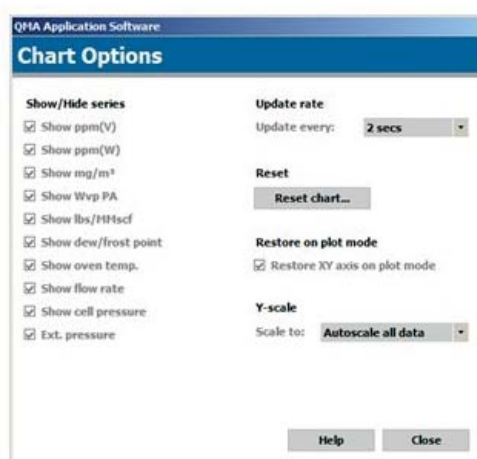 QMA Application Software
Chart Options
Show/Hide series
Show ppm(V)
Show ppm(W)
Show mg/m³
Show Wvp PA
Show lbs/MMscf
Show dew/frost point
Show oven temp.
Show flow rate
Show cell pressure
Ext. pressure
Update rate
Update every: 2 secs
Reset
Reset chart...
Restore on plot mode
Restore XY axis on plot mode
Y-scale
Scale to: Autoscale all data
Help Close